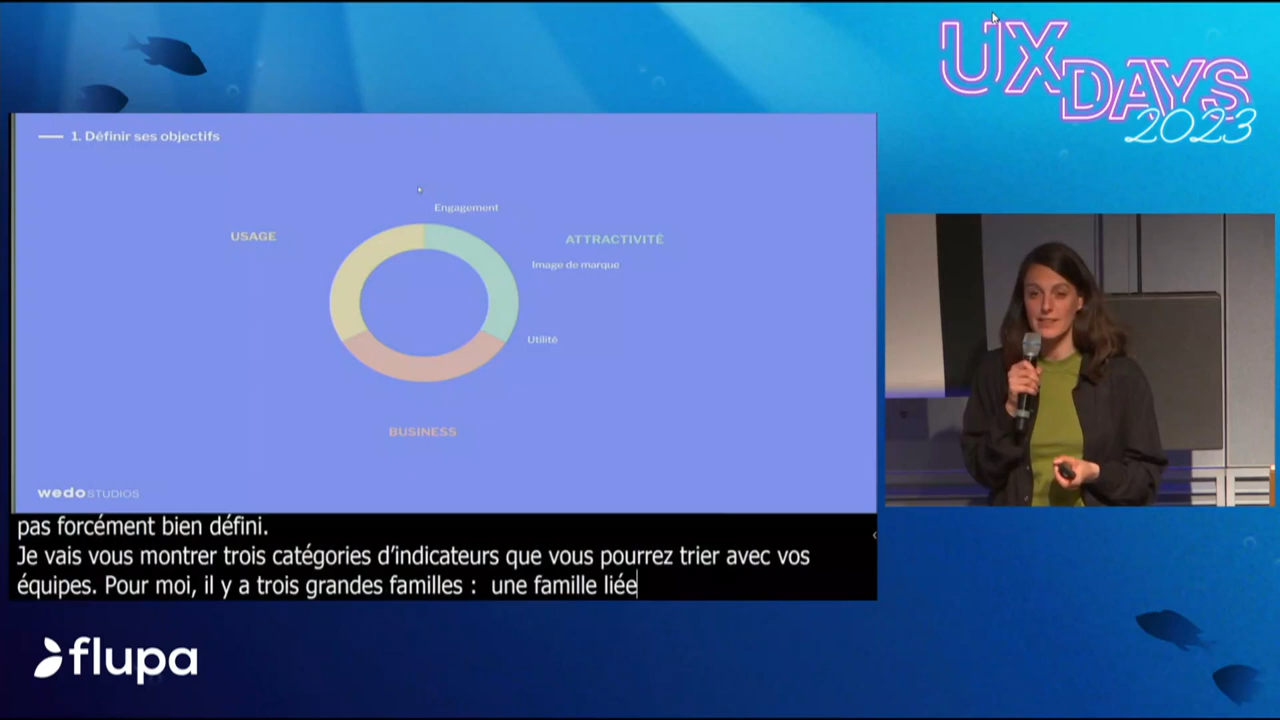 UX
DAYS
2023
1. Définir ses objectifs
Engagement
USAGE
ATTRACTIVITÉ
Image de marque
Utilité
BUSINESS
wedoSTUDIOS
pas forcément bien défini.
Je vais vous montrer trois catégories d'indicateurs que vous pourrez trier avec vos
équipes. Pour moi, il y a trois grandes familles :  une famille liée
flupa